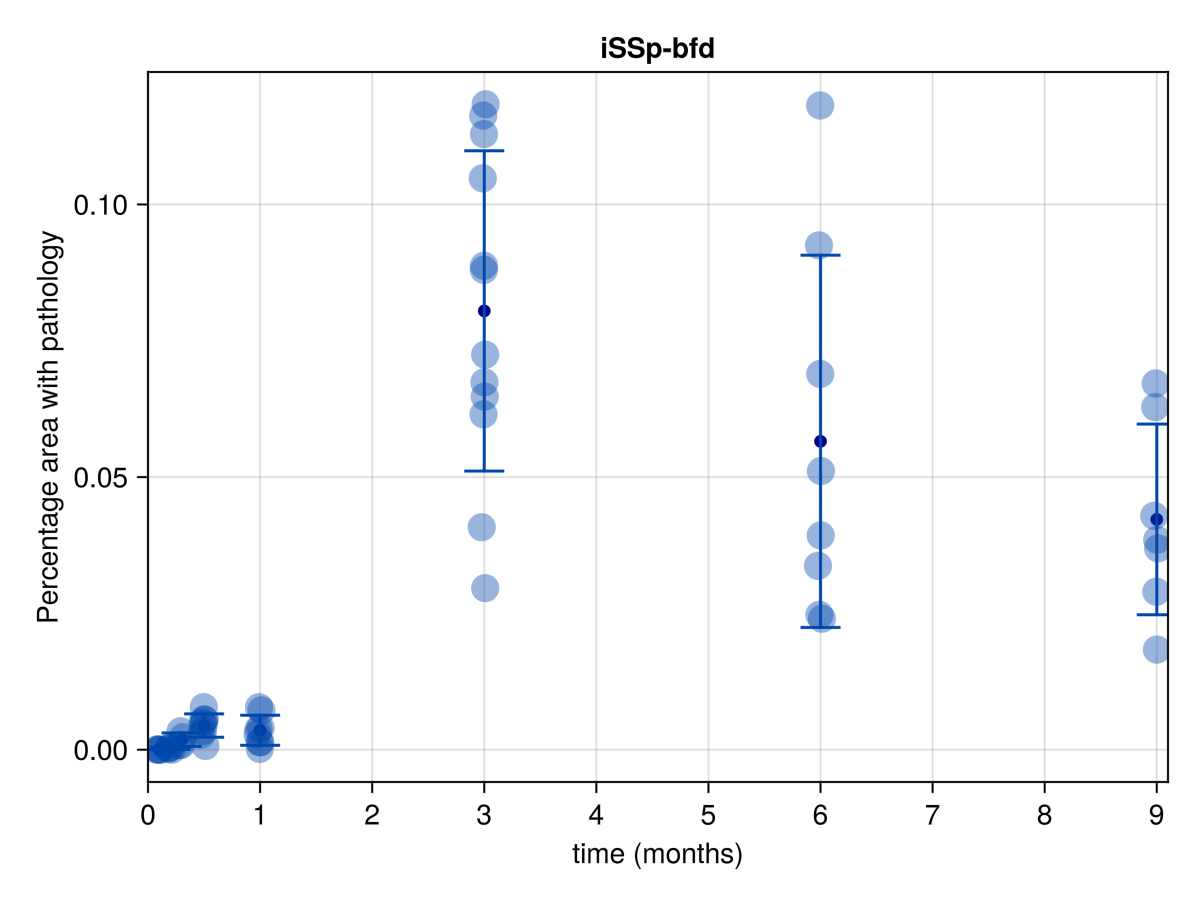 iSSp-bfd
Percentage area with pathology
0.10
0.05
0.00
0 1 2 3 4 5 6 7 8 9
time (months)